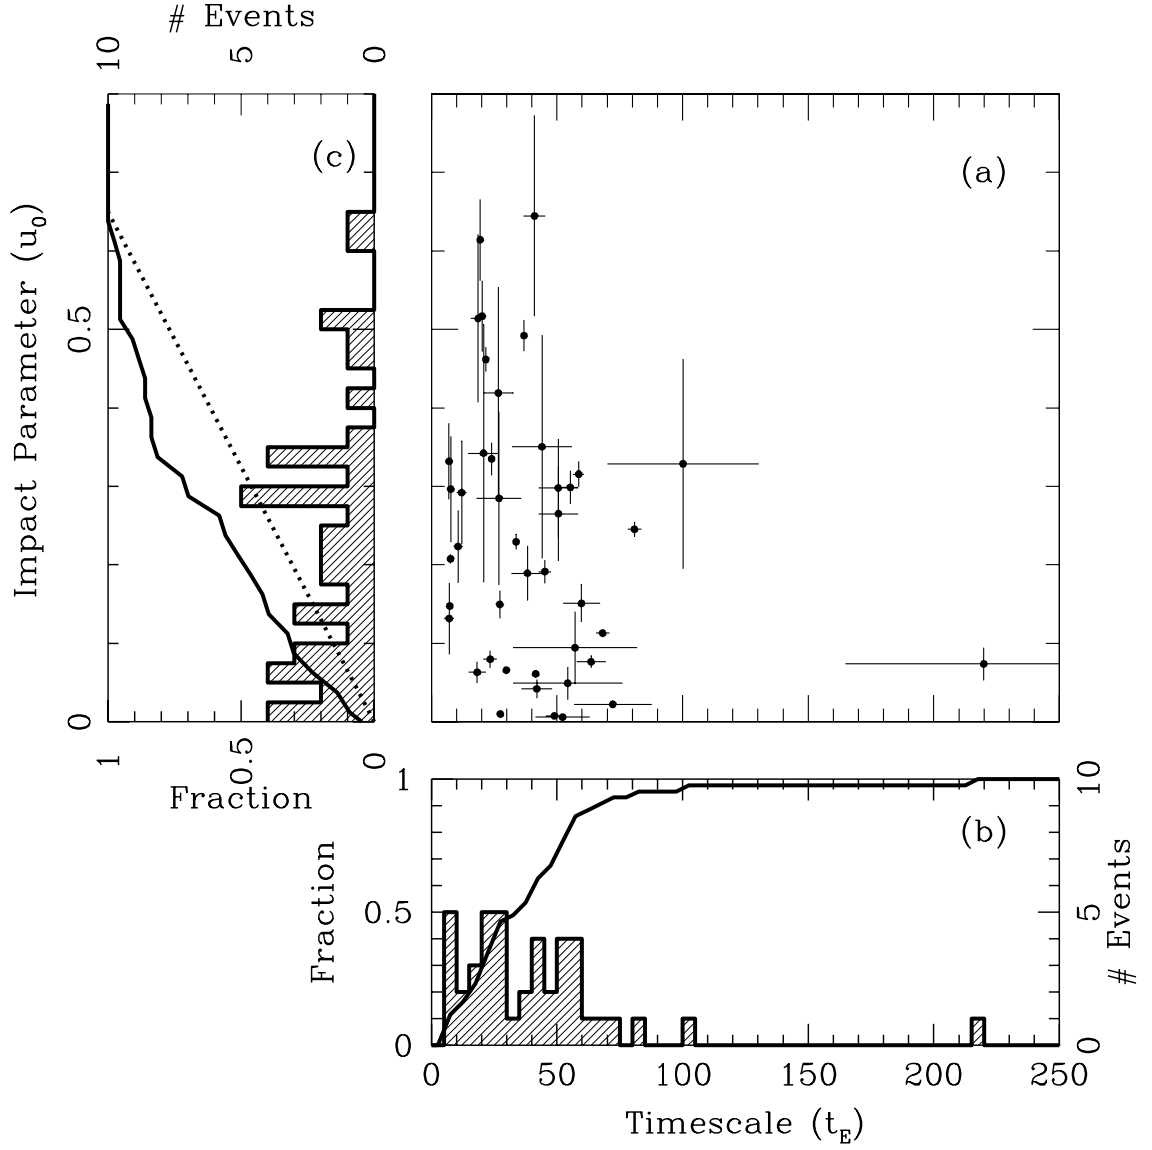 # Events
10 5 0
(c)
(a)
Impact Parameter (u0)
0.5
0
1 0.5 0
Fraction
1
0.5
0
Fraction
(b)
10
5
0
# Events
0 50 100 150 200 250
Timescale (tE)